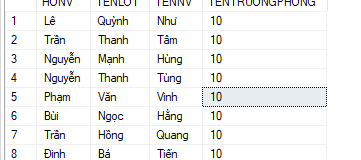 HONV TENLOT TENNV TENTRUONGPHONG
1 Lê Quỳnh Như 10
2 Trần Thanh Tâm 10
3 Nguyễn Mạnh Hùng 10
4 Nguyễn Thanh Tùng 10
5 Phạm Văn Vinh 10
6 Bùi Ngọc Hằng 10
7 Trần Hồng Quang 10
8 Đinh Bá Tiến 10